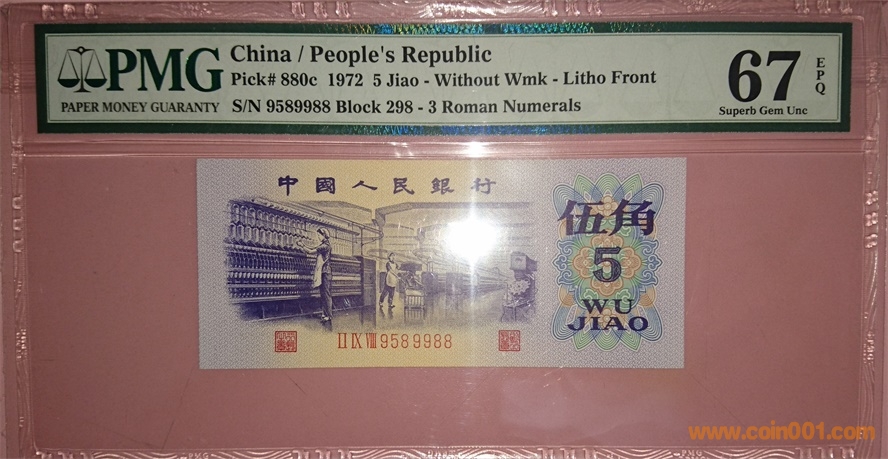 PMG
PAPER MONEY GUARANTY
China / People's Republic
Pick# 880c 1972 5 Jiao - Without Wmk - Litho Front
S/N 9589988 Block 298 - 3 Roman Numerals
67
EPQ
Superb Gem Unc
中國人民銀行
伍角
5
WU
JIAO
II IX VIII 9589988
www.coin001.com
PMG